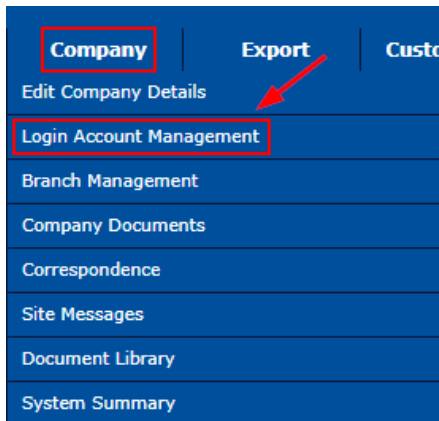 Company Export Custo
Edit Company Details
Login Account Management
Branch Management
Company Documents
Correspondence
Site Messages
Document Library
System Summary